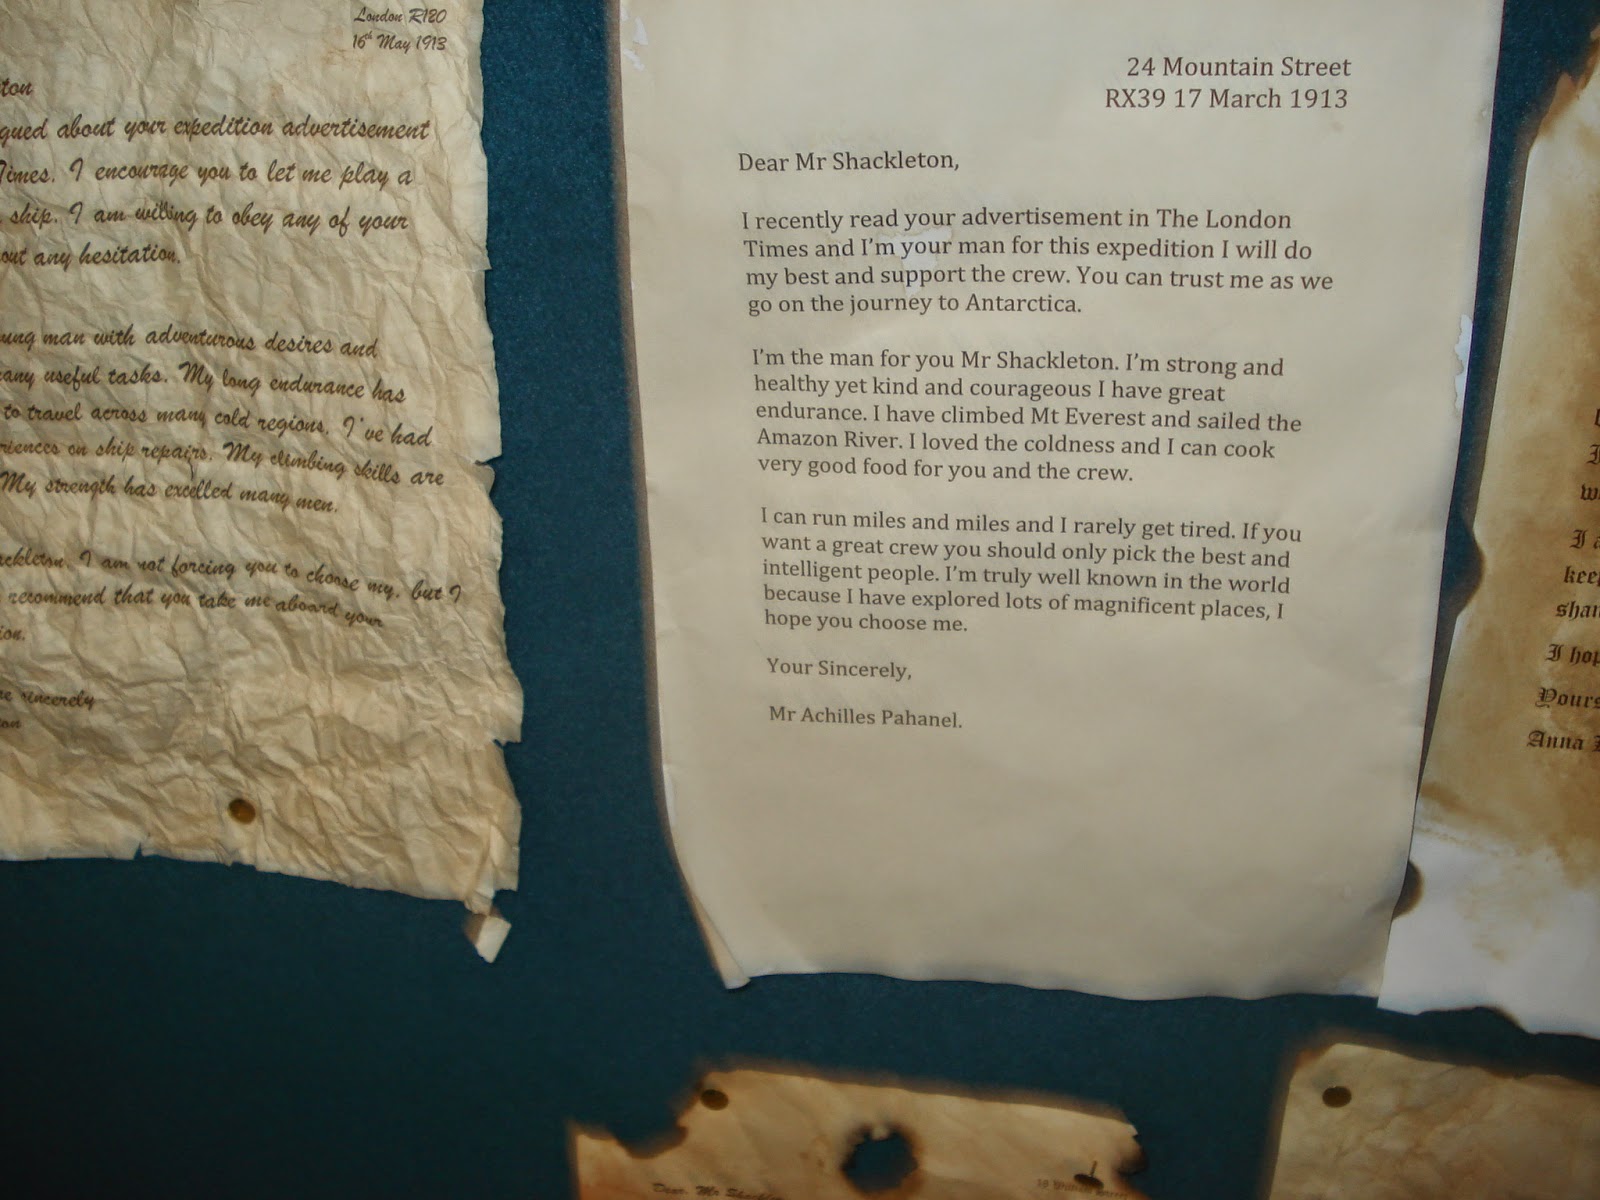 London R120
16th May 1913
ton
gued about your expedition advertisement
Times. I encourage you to let me play a
ship. I am willing to obey any of your
out any hesitation.
ung man with adventurous desires and
any useful tasks. My long endurance has
to travel across many cold regions. I've had
riences on ship repairs. My climbing skills are
My strength has excelled many men.
ackleton, I am not forcing you to choose my, but I
recommend that you take me aboard your
ion.
re sincerely
ton
24 Mountain Street
RX39 17 March 1913
Dear Mr Shackleton,
I recently read your advertisement in The London
Times and I'm your man for this expedition I will do
my best and support the crew. You can trust me as we
go on the journey to Antarctica.
I'm the man for you Mr Shackleton. I'm strong and
healthy yet kind and courageous I have great
endurance. I have climbed Mt Everest and sailed the
Amazon River. I loved the coldness and I can cook
very good food for you and the crew.
I can run miles and miles and I rarely get tired. If you
want a great crew you should only pick the best and
intelligent people. I'm truly well known in the world
because I have explored lots of magnificent places, I
hope you choose me.
Your Sincerely,
Mr Achilles Pahanel.
I
w
I a
keep
shan
I hop
Yours
Anna
Dear, Mr Shackle
Street